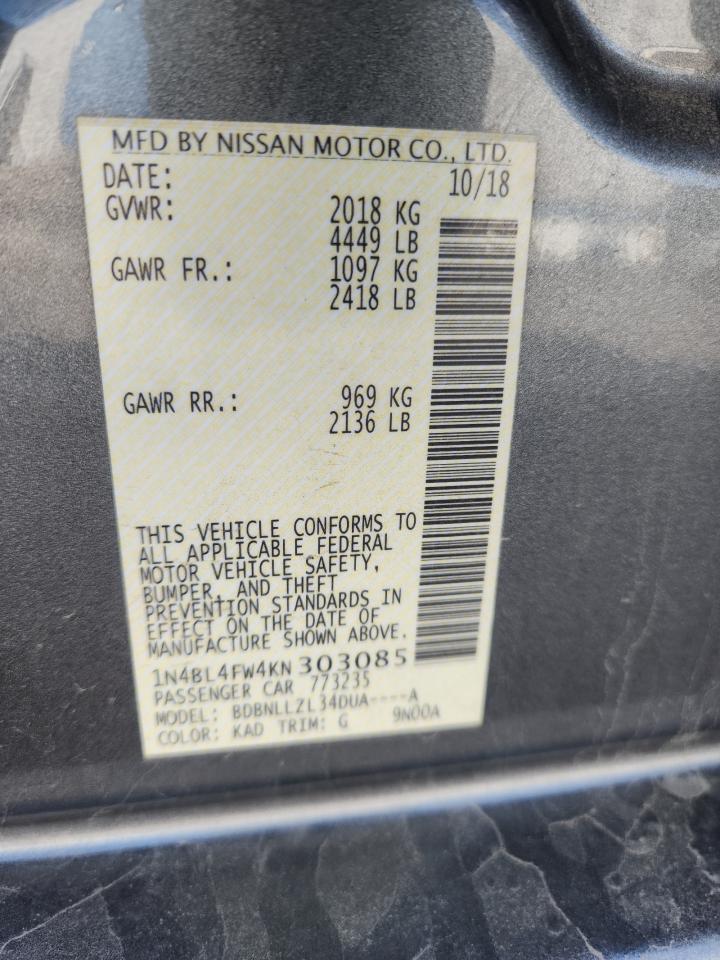 MFD BY NISSAN MOTOR CO., LTD.
DATE: 10/18
GVWR: 2018 KG
4449 LB
GAWR FR.: 1097 KG
2418 LB
GAWR RR.: 969 KG
2136 LB
THIS VEHICLE CONFORMS TO
ALL APPLICABLE FEDERAL
MOTOR VEHICLE SAFETY,
BUMPER, AND THEFT
PREVENTION STANDARDS IN
EFFECT ON THE DATE OF
MANUFACTURE SHOWN ABOVE.
1N4BL4FW4KN303085
PASSENGER CAR 773235
MODEL: BDBNLLZL34DUA----A
COLOR: KAD TRIM: G 9N00A